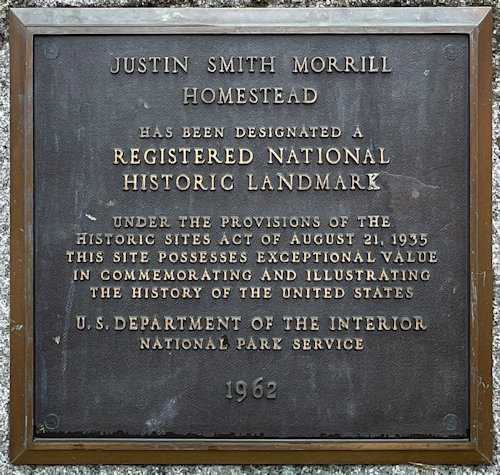 JUSTIN SMITH MORRILL
HOMESTEAD
HAS BEEN DESIGNATED A
REGISTERED NATIONAL
HISTORIC LANDMARK
UNDER THE PROVISIONS OF THE
HISTORIC SITES ACT OF AUGUST 21, 1935
THIS SITE POSSESSES EXCEPTIONAL VALUE
IN COMMEMORATING AND ILLUSTRATING
THE HISTORY OF THE UNITED STATES
U.S. DEPARTMENT OF THE INTERIOR
NATIONAL PARK SERVICE
1962